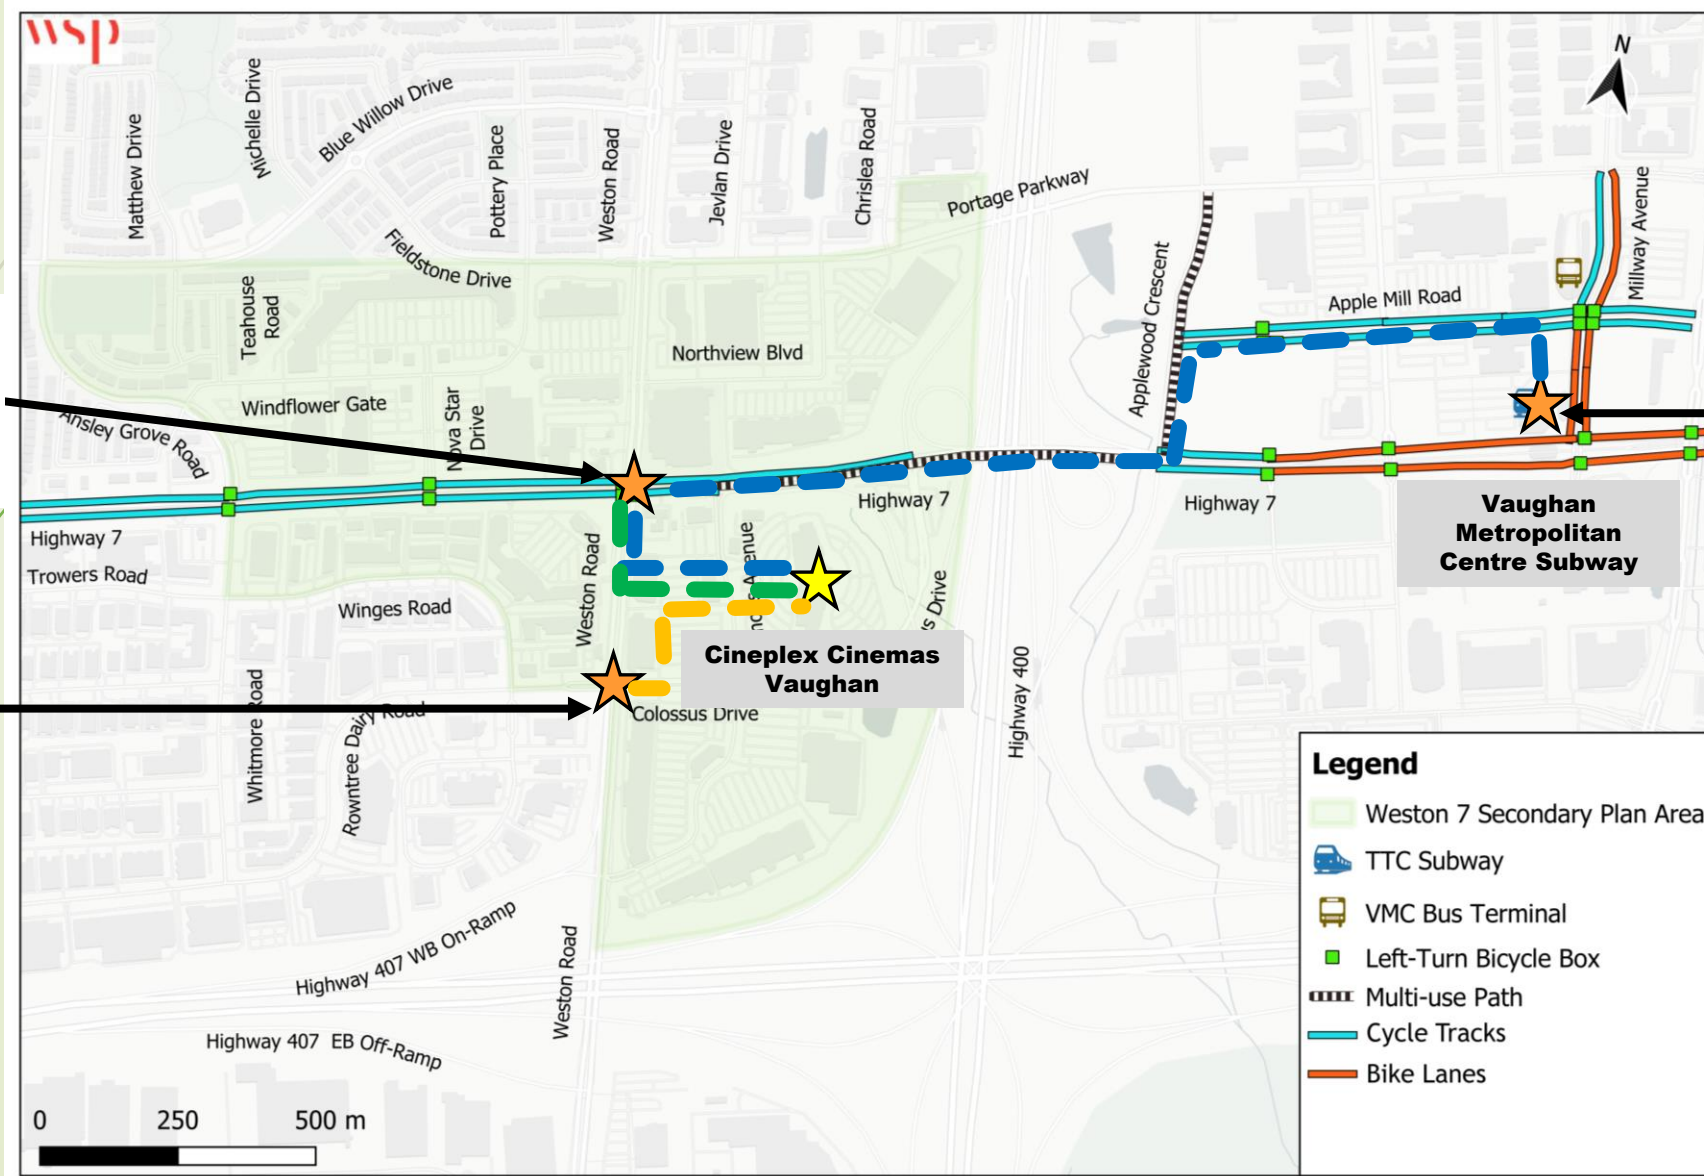 wsp
N
Matthew Drive
Michelle Drive
Blue Willow Drive
Pottery Place
Weston Road
Jevlan Drive
Chrislea Road
Portage Parkway
Fieldstone Drive
Applewood Crescent
Millway Avenue
Teahouse
Road
Apple Mill Road
Northview Blvd
Windflower Gate
Nova Star
Drive
Ansley Grove Road
Highway 7
Highway 7
Highway 7
Vaughan
Metropolitan
Centre Subway
Trowers Road
Winges Road
Weston Road
Avenue
Drive
Cineplex Cinemas
Vaughan
Colossus Drive
Highway 400
Whitmore Road
Rowntree Dairy Road
Highway 407 WB On-Ramp
Weston Road
Highway 407 EB Off-Ramp
0 250 500 m
Legend
Weston 7 Secondary Plan Area
TTC Subway
VMC Bus Terminal
Left-Turn Bicycle Box
Multi-use Path
Cycle Tracks
Bike Lanes